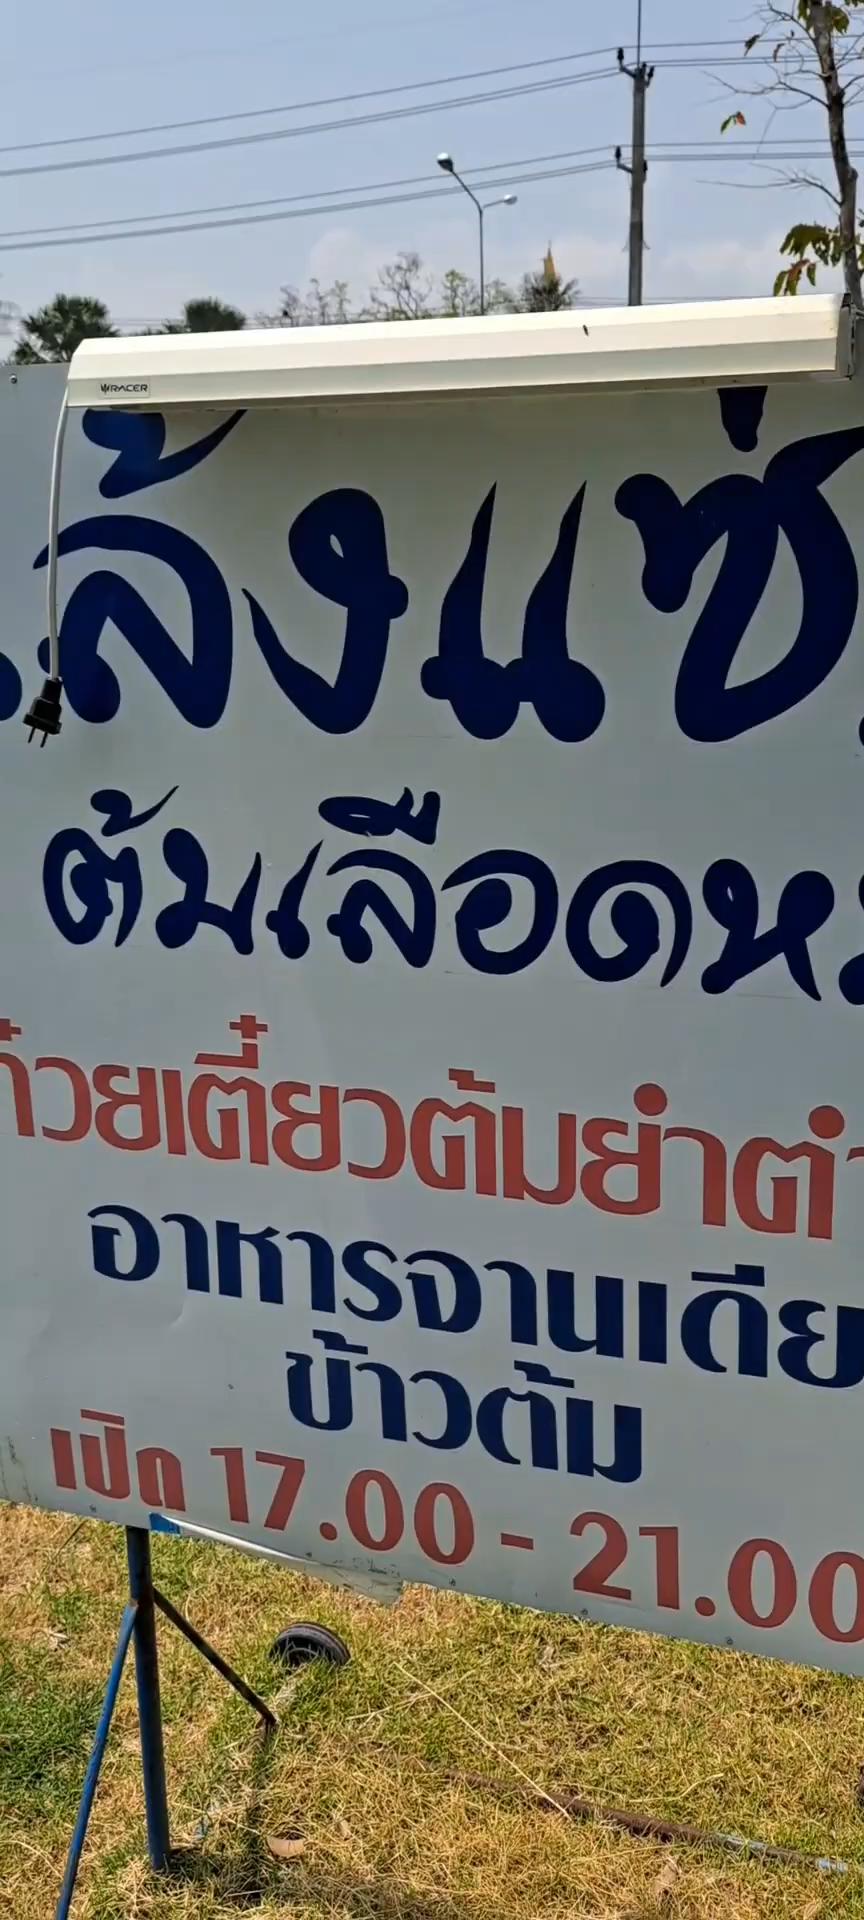 WRACER
เล้งแซ่
ต้มเลือดห
ก๋วยเตี๋ยวต้มยำตำ
อาหารจานเดีย
ข้าวต้ม
เปิด 17.00 - 21.00